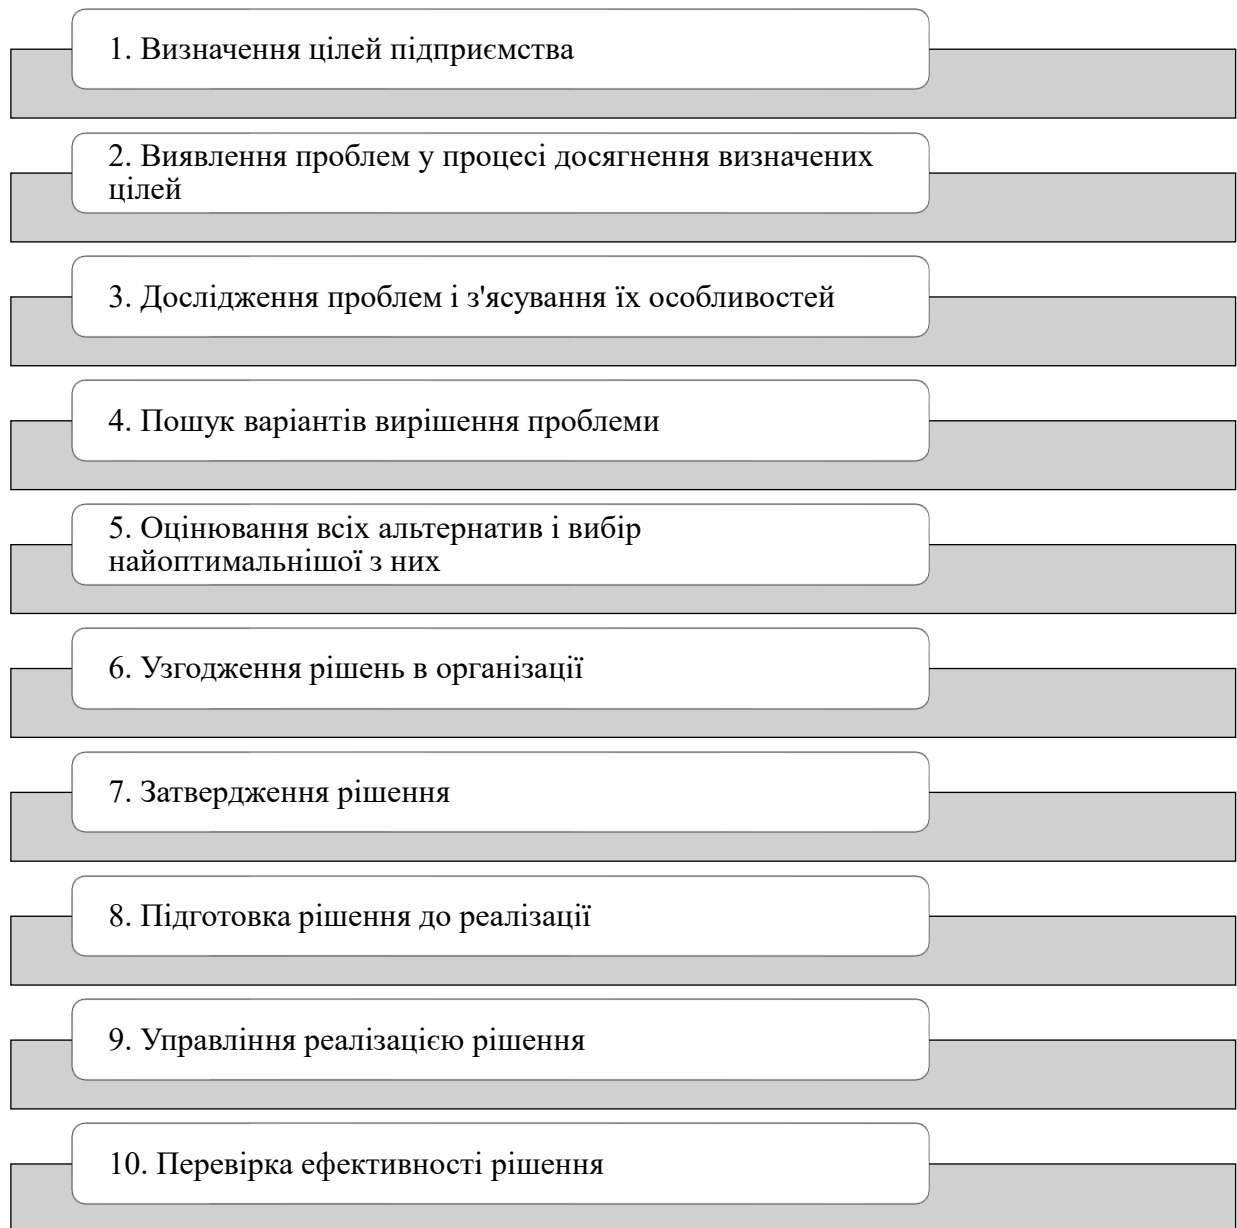 1. Визначення цілей підприємства
2. Виявлення проблем у процесі досягнення визначених
цілей
3. Дослідження проблем і з'ясування їх особливостей
4. Пошук варіантів вирішення проблеми
5. Оцінювання всіх альтернатив і вибір
найоптимальнішої з них
6. Узгодження рішень в організації
7. Затвердження рішення
8. Підготовка рішення до реалізації
9. Управління реалізацією рішення
10. Перевірка ефективності рішення